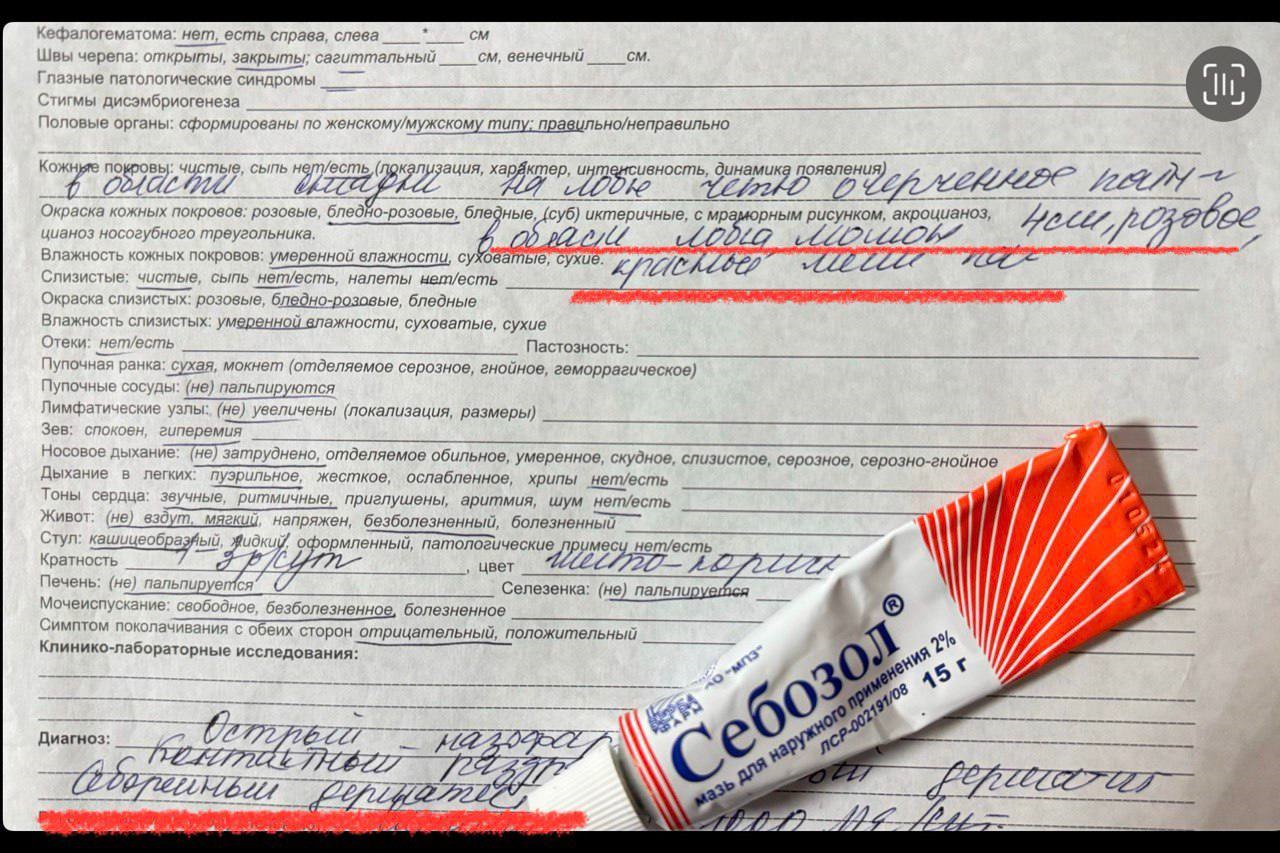 Кефалогематома: нет, есть справа, слева ____*____ см
Швы черепа: открыты, закрыты; сагиттальный ____см, венечный ____см.
Глазные патологические синдромы
Стигмы дисэмбриогенеза
Половые органы: сформированы по женскому/мужскому типу; правильно/неправильно
Кожные покровы: чистые, сыпь нет/есть (локализация, характер, интенсивность, динамика появления)
в области на лобке четко очерченное
Окраска кожных покровов: розовые, бледно-розовые, бледные, (суб) иктеричные, с мраморным рисунком, акроцианоз, 4см, розовое,
цианоз носогубного треугольника. в области лобка
Влажность кожных покровов: умеренной влажности, суховатые, сухие.
Слизистые: чистые, сыпь нет/есть, налеты нет/есть
Окраска слизистых: розовые, бледно-розовые, бледные
Влажность слизистых: умеренной влажности, суховатые, сухие
Отеки: нет/есть Пастозность:
Пупочная ранка: сухая, мокнет (отделяемое серозное, гнойное, геморрагическое)
Пупочные сосуды: (не) пальпируются
Лимфатические узлы: (не) увеличены (локализация, размеры)
Зев: спокоен, гиперемия
Носовое дыхание: (не) затруднено, отделяемое обильное, умеренное, скудное, слизистое, серозное, серозно-гнойное
Дыхание в легких: пуэрильное, жесткое, ослабленное, хрипы нет/есть
Тоны сердца: звучные, ритмичные, приглушены, аритмия, шум нет/есть
Живот: (не) вздут, мягкий, напряжен, безболезненный, болезненный
Стул: кашицеобразный, жидкий, оформленный, патологические примеси нет/есть
Кратность 3р/сут, цвет желто-коричн
Печень: (не) пальпируется Селезенка: (не) пальпируется
Мочеиспускание: свободное, безболезненное, болезненное
Симптом поколачивания с обеих сторон отрицательный, положительный
Клинико-лабораторные исследования:
Диагноз: Острый назофар
Контактный дерматит
Себорейный дерматит
АО "МПЗ"
Себозол®
мазь для наружного применения 2%
ЛСР-002191/08 15 г